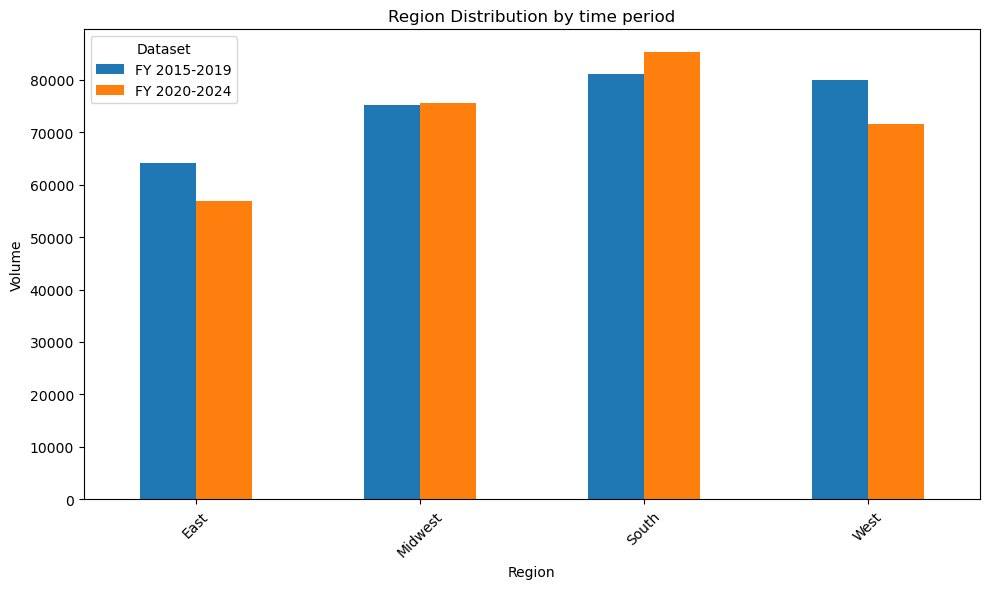 Region Distribution by time period
Dataset
FY 2015-2019
FY 2020-2024
Volume
80000
70000
60000
50000
40000
30000
20000
10000
0
East
Midwest
South
West
Region